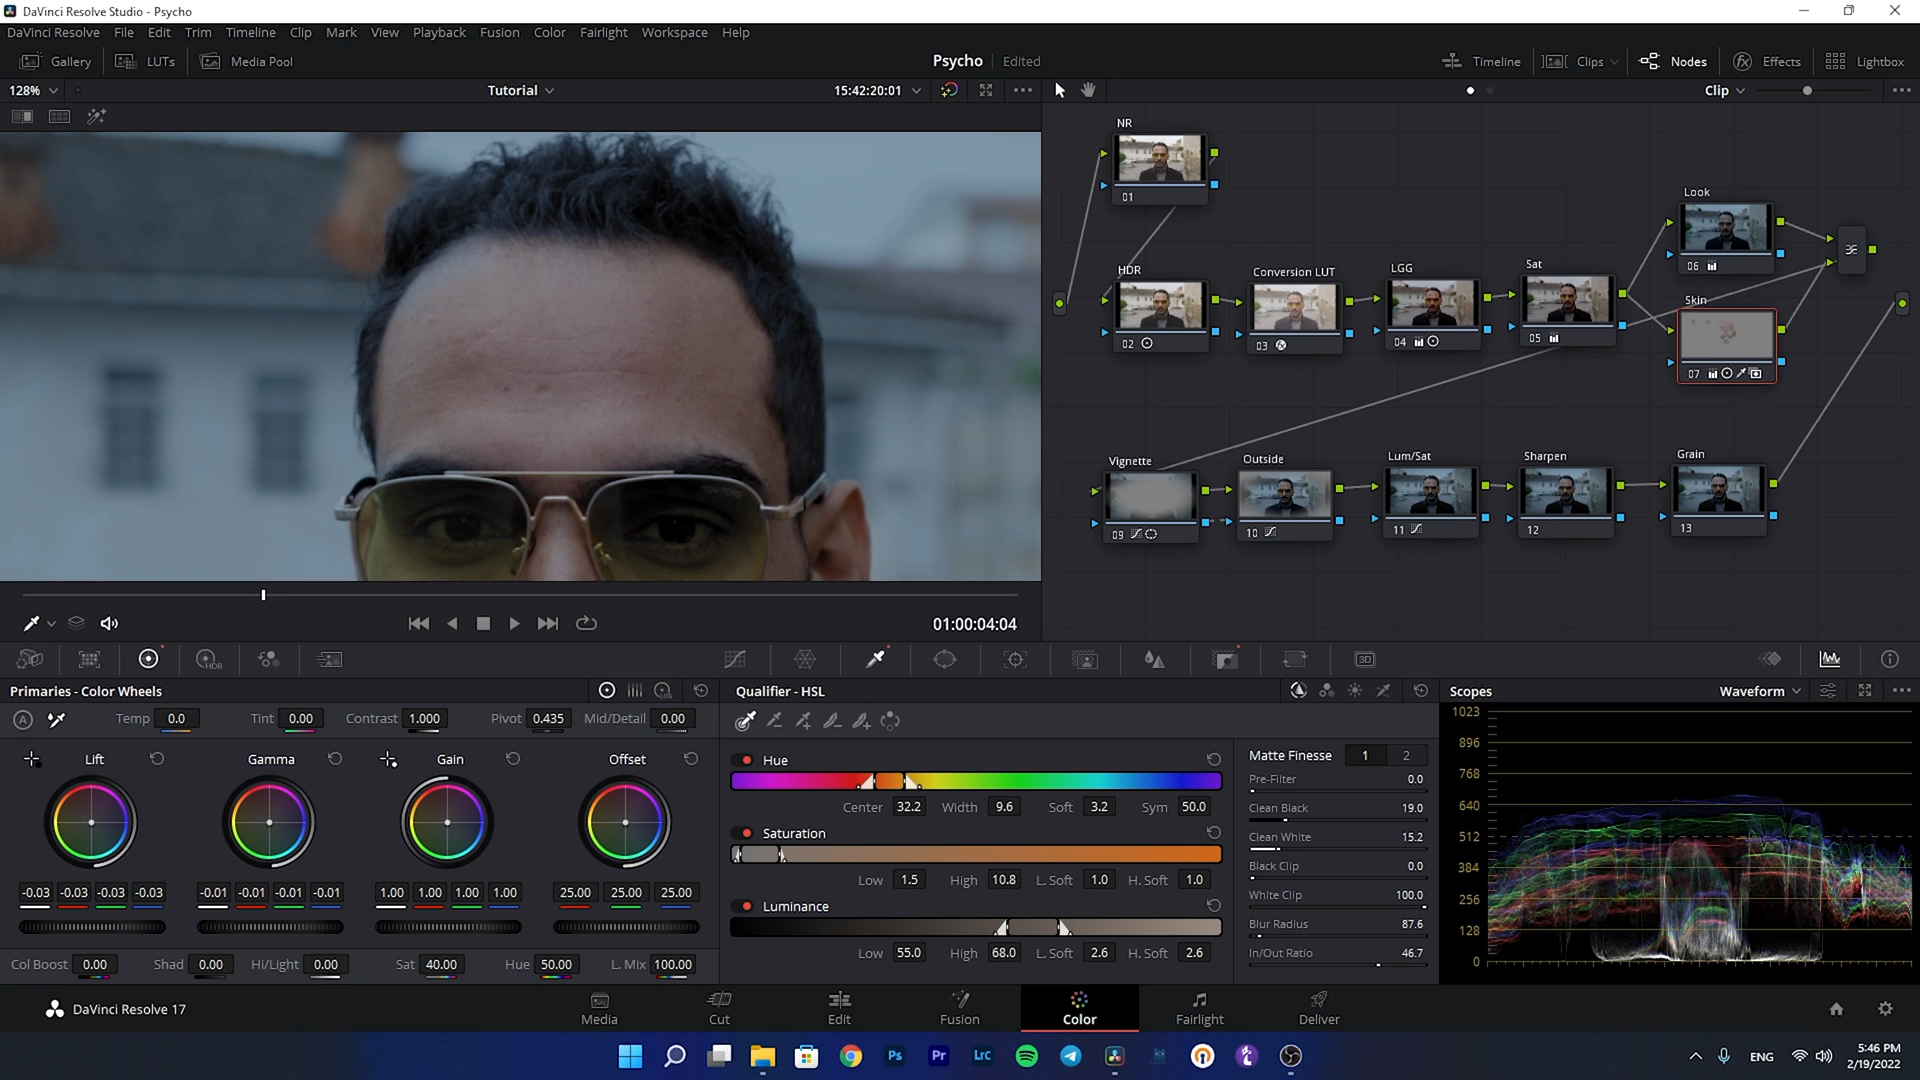 DaVinci Resolve Studio - Psycho
DaVinci Resolve File Edit Trim Timeline Clip Mark View Playback Fusion Color Fairlight Workspace Help
Gallery LUTs Media Pool Psycho Edited Timeline Clips Nodes Effects Lightbox
128% Tutorial 15:42:20:01 Clip
NR
01
Look
06
HDR Conversion LUT LGG Sat
02 03 04 05
Skin
07
Vignette Outside Lum/Sat Sharpen Grain
09 10 11 12 13
TOM FORD
01:00:04:04
HDR
3D
Primaries - Color Wheels
LOG
A Temp 0.0 Tint 0.00 Contrast 1.000 Pivot 0.435 Mid/Detail 0.00
Lift Gamma Gain Offset
-0.03 -0.03 -0.03 -0.03 -0.01 -0.01 -0.01 -0.01 1.00 1.00 1.00 1.00 25.00 25.00 25.00
Col Boost 0.00 Shad 0.00 Hi/Light 0.00 Sat 40.00 Hue 50.00 L. Mix 100.00
Qualifier - HSL
Hue
Center 32.2 Width 9.6 Soft 3.2 Sym 50.0
Saturation
Low 1.5 High 10.8 L. Soft 1.0 H. Soft 1.0
Luminance
Low 55.0 High 68.0 L. Soft 2.6 H. Soft 2.6
Matte Finesse 1 2
Pre-Filter 0.0
Clean Black 19.0
Clean White 15.2
Black Clip 0.0
White Clip 100.0
Blur Radius 87.6
In/Out Ratio 46.7
Scopes Waveform
1023
896
768
640
512
384
256
128
0
DaVinci Resolve 17
Media Cut Edit Fusion Color Fairlight Deliver
Ps Pr Lrc
ENG
5:46 PM
2/19/2022